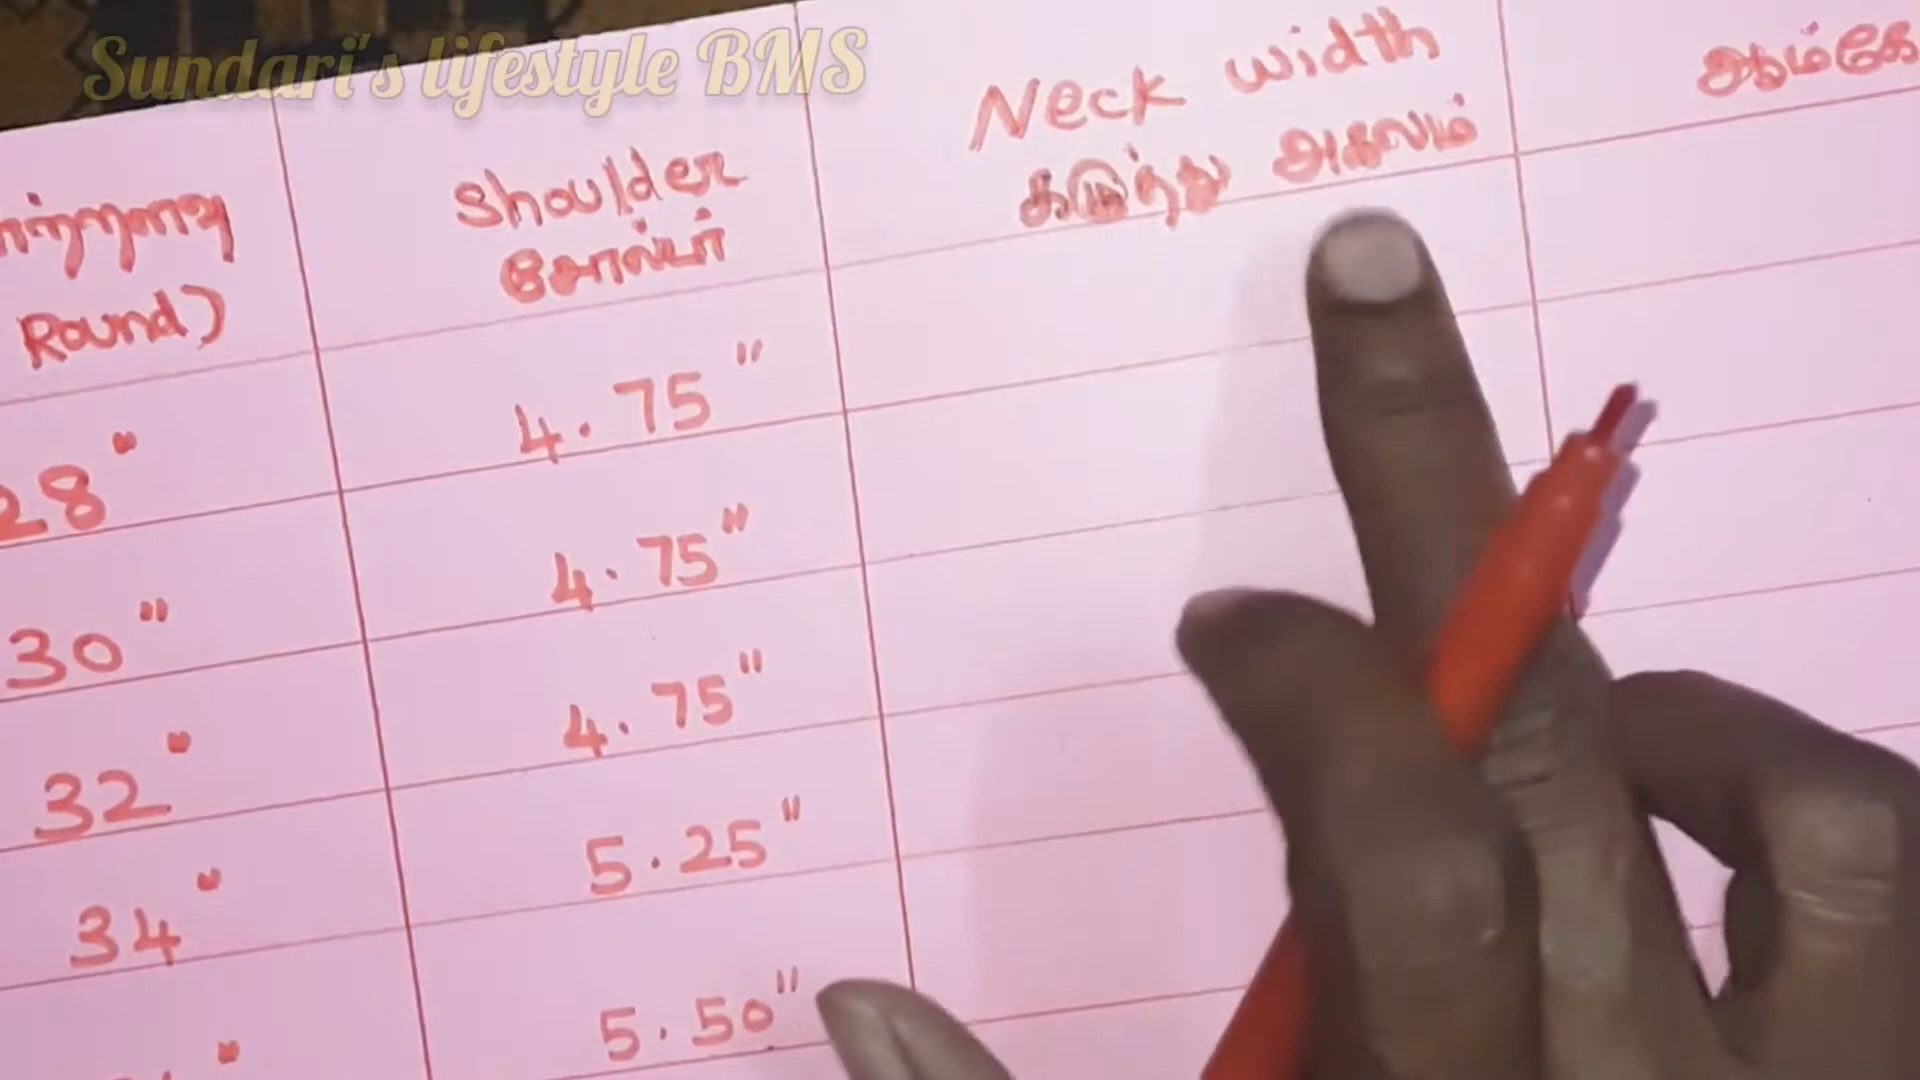 Sundari's lifestyle BMS
Round)
Shoulder
சோல்டர்
Neck width
கழுத்து அகலம்
ஆம்கே
28" 4.75"
30" 4.75"
32" 4.75"
34" 5.25"
5.50"